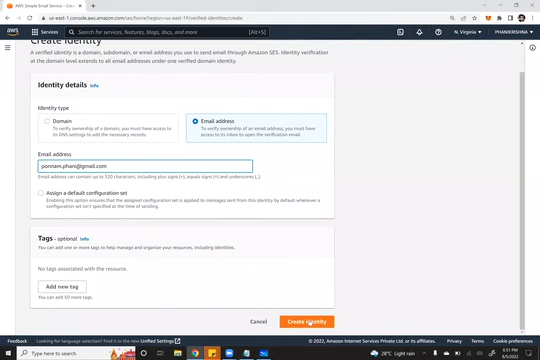 AWS Simple Email Service
us-east-1.console.aws.amazon.com/ses/home?region=us-east-1#/verified-identities/create
aws
Services
Search for services, features, blogs, docs, and more
[Alt+S]
N. Virginia
PHANIKRISHNA
Create identity
A verified identity is a domain, subdomain, or email address you use to send email through Amazon SES. Identity verification
at the domain level extends to all email addresses under one verified domain identity.
Identity details Info
Identity type
Domain
To verify ownership of a domain, you must have access to
its DNS settings to add the necessary records.
Email address
To verify ownership of an email address, you must have
access to its inbox to open the verification email.
Email address
ponnam.phani@gmail.com
Email address can contain up to 320 characters, including plus signs (+), equals signs (=) and underscores (_).
Assign a default configuration set
Enabling this option ensures that the assigned configuration set is applied to messages sent from this identity by default whenever a
configuration set isn't specified at the time of sending.
Tags - optional Info
You can add one or more tags to help manage and organize your resources, including identities.
No tags associated with the resource.
Add new tag
You can add 50 more tags.
Cancel
Create identity
Feedback
Looking for language selection? Find it in the new Unified Settings
© 2022, Amazon Internet Services Private Ltd. or its affiliates.
Privacy
Terms
Cookie preferences
Type here to search
28°C Light rain
6:31 PM
8/5/2022